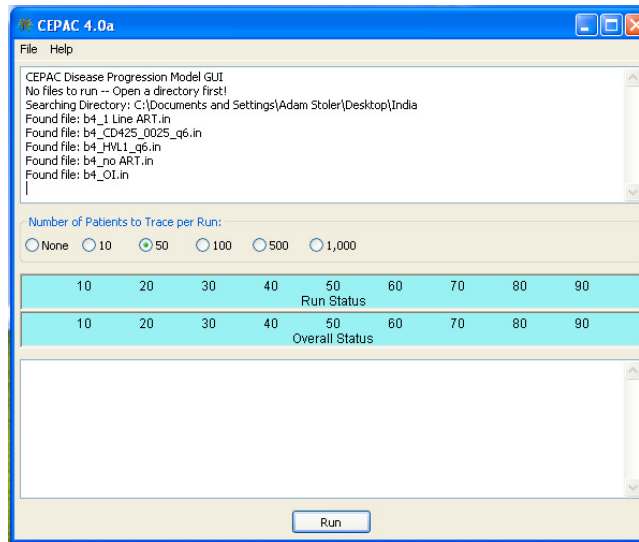 CEPAC 4.0a
File Help
CEPAC Disease Progression Model GUI
No files to run -- Open a directory first!
Searching Directory: C:\Documents and Settings\Adam Stoler\Desktop\India
Found file: b4_1 Line ART.in
Found file: b4_CD425_0025_q6.in
Found file: b4_HVL1_q6.in
Found file: b4_no ART.in
Found file: b4_OI.in
Number of Patients to Trace per Run:
None 10 50 100 500 1,000
10 20 30 40 50 60 70 80 90
Run Status
10 20 30 40 50 60 70 80 90
Overall Status
Run